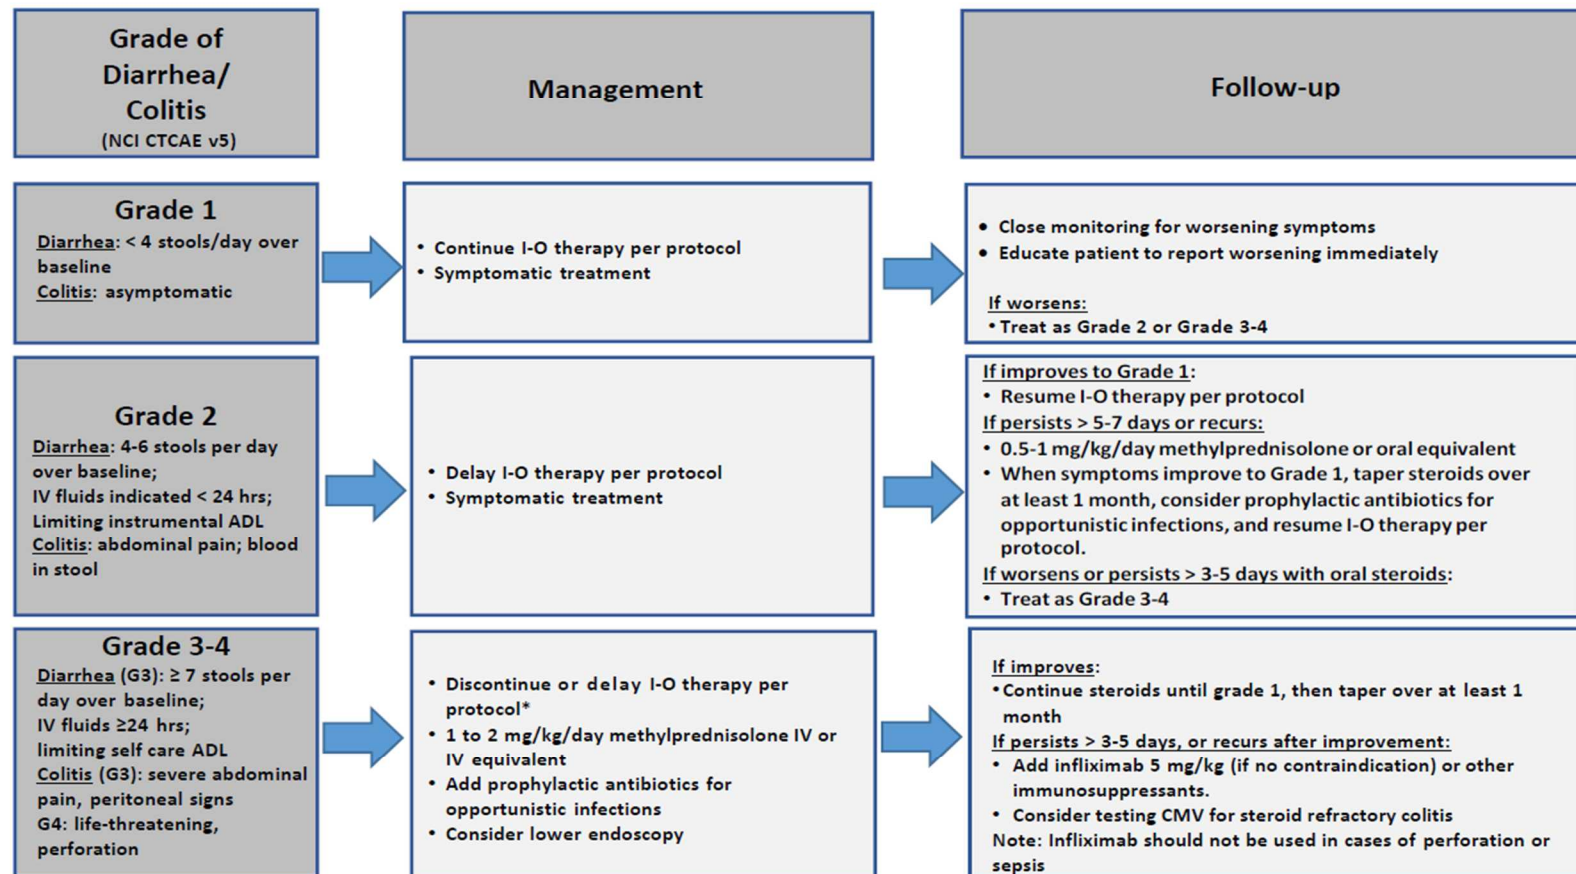 Grade of
Diarrhea/
Colitis
(NCI CTCAE v5)
Management
Follow-up
Grade 1
Diarrhea: < 4 stools/day over
baseline
Colitis: asymptomatic
• Continue I-O therapy per protocol
• Symptomatic treatment
• Close monitoring for worsening symptoms
• Educate patient to report worsening immediately
If worsens:
• Treat as Grade 2 or Grade 3-4
Grade 2
Diarrhea: 4-6 stools per day
over baseline;
IV fluids indicated < 24 hrs;
Limiting instrumental ADL
Colitis: abdominal pain; blood
in stool
• Delay I-O therapy per protocol
• Symptomatic treatment
If improves to Grade 1:
• Resume I-O therapy per protocol
If persists > 5-7 days or recurs:
• 0.5-1 mg/kg/day methylprednisolone or oral equivalent
• When symptoms improve to Grade 1, taper steroids over
at least 1 month, consider prophylactic antibiotics for
opportunistic infections, and resume I-O therapy per
protocol.
If worsens or persists > 3-5 days with oral steroids:
• Treat as Grade 3-4
Grade 3-4
Diarrhea (G3): ≥ 7 stools per
day over baseline;
IV fluids ≥24 hrs;
limiting self care ADL
Colitis (G3): severe abdominal
pain, peritoneal signs
G4: life-threatening,
perforation
• Discontinue or delay I-O therapy per
protocol*
• 1 to 2 mg/kg/day methylprednisolone IV or
IV equivalent
• Add prophylactic antibiotics for
opportunistic infections
• Consider lower endoscopy
If improves:
• Continue steroids until grade 1, then taper over at least 1
month
If persists > 3-5 days, or recurs after improvement:
• Add infliximab 5 mg/kg (if no contraindication) or other
immunosuppressants.
• Consider testing CMV for steroid refractory colitis
Note: Infliximab should not be used in cases of perforation or
sepsis